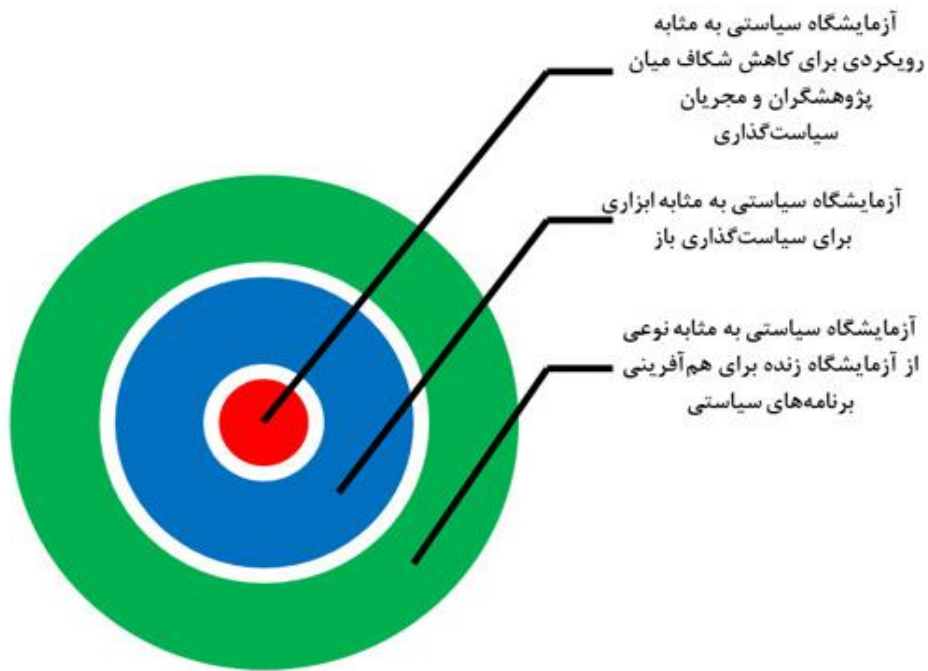 آزمایشگاه سیاستی به مثابه
رویکردی برای کاهش شکاف میان
پژوهشگران و مجریان
سیاست‌گذاری
آزمایشگاه سیاستی به مثابه ابزاری
برای سیاست‌گذاری باز
آزمایشگاه سیاستی به مثابه نوعی
از آزمایشگاه زنده برای هم‌آفرینی
برنامه‌های سیاستی